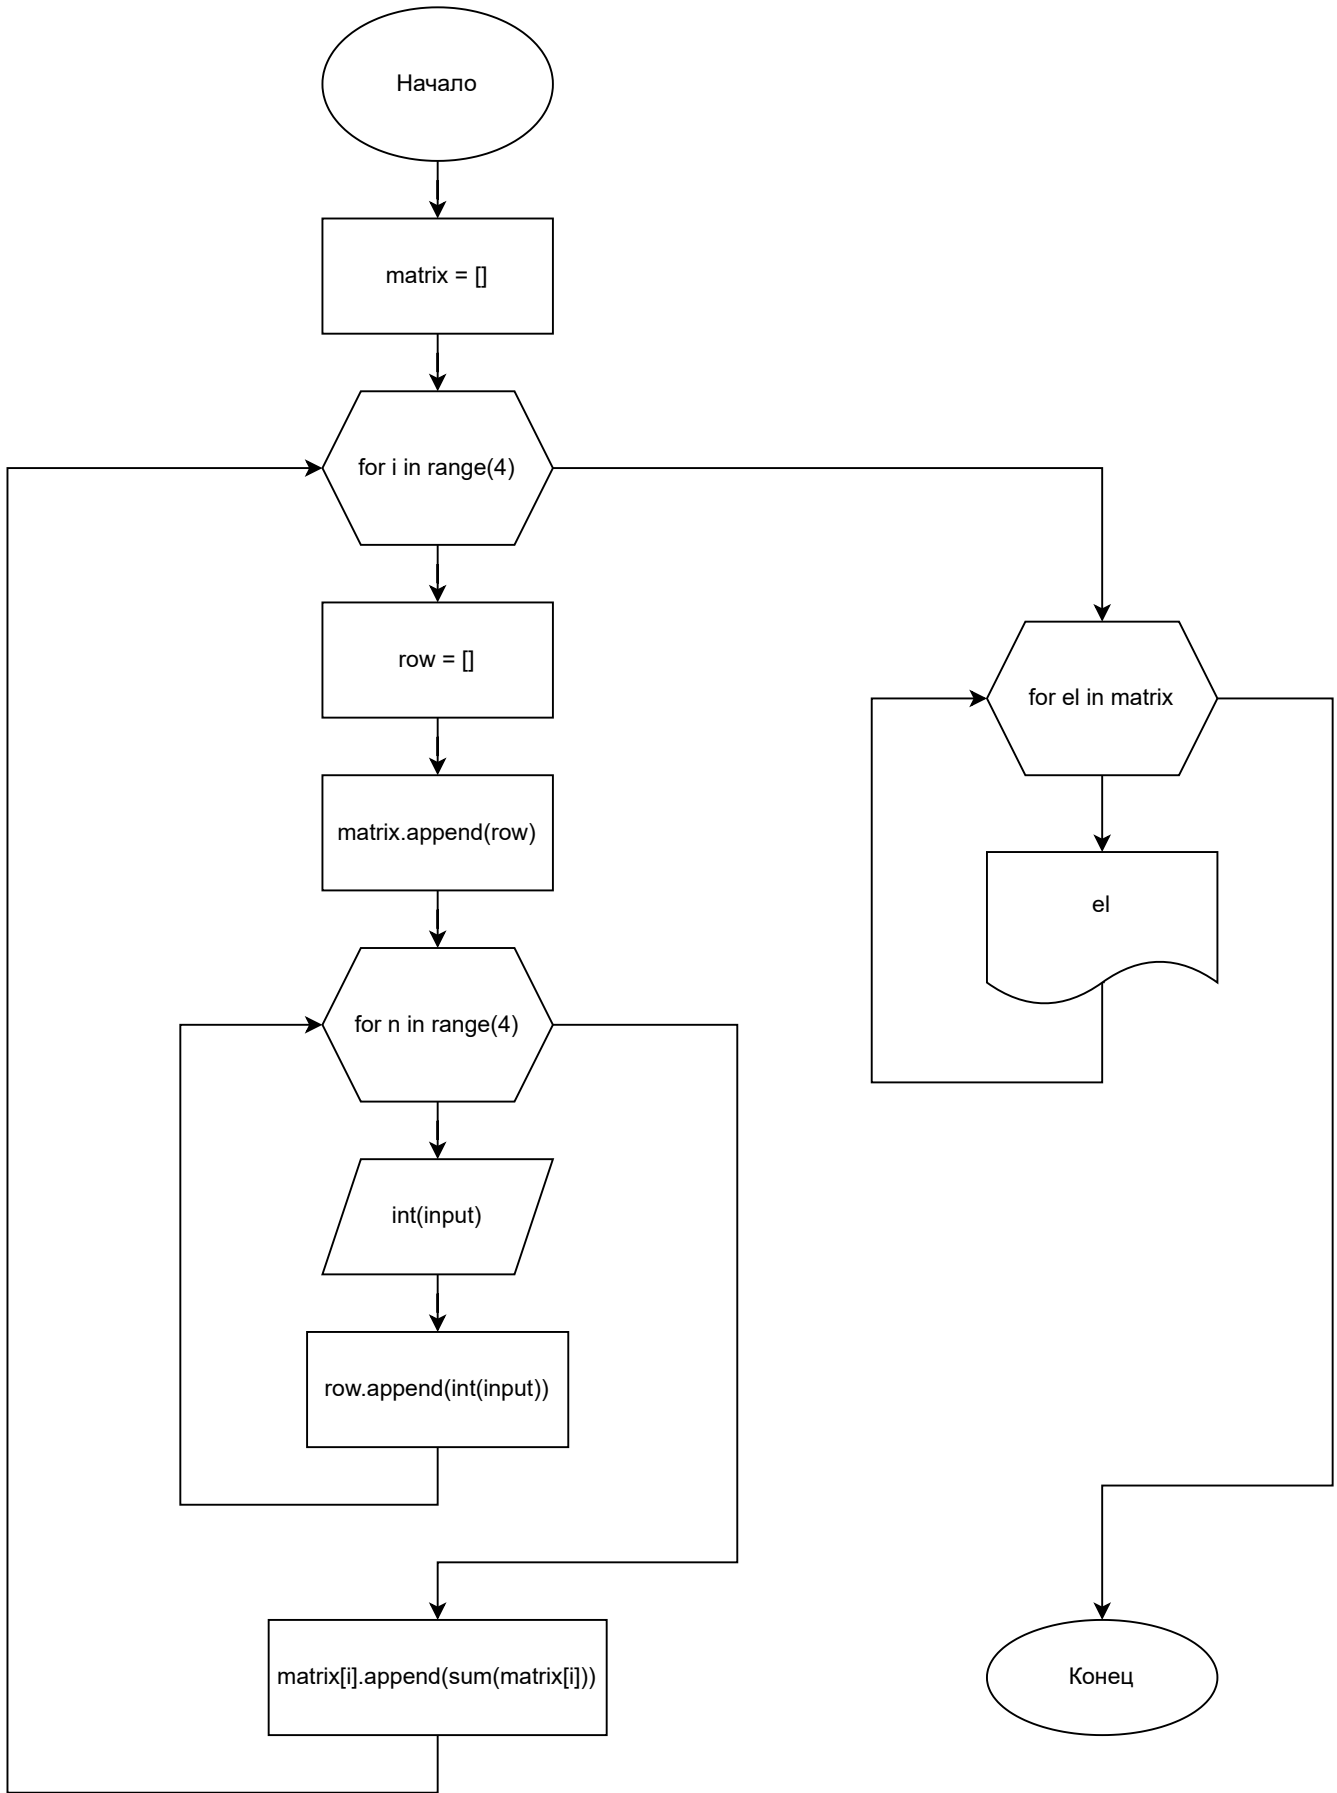 Начало
matrix = []
for i in range(4)
row = []
matrix.append(row)
for n in range(4)
int(input)
row.append(int(input))
matrix[i].append(sum(matrix[i]))
for el in matrix
el
Конец